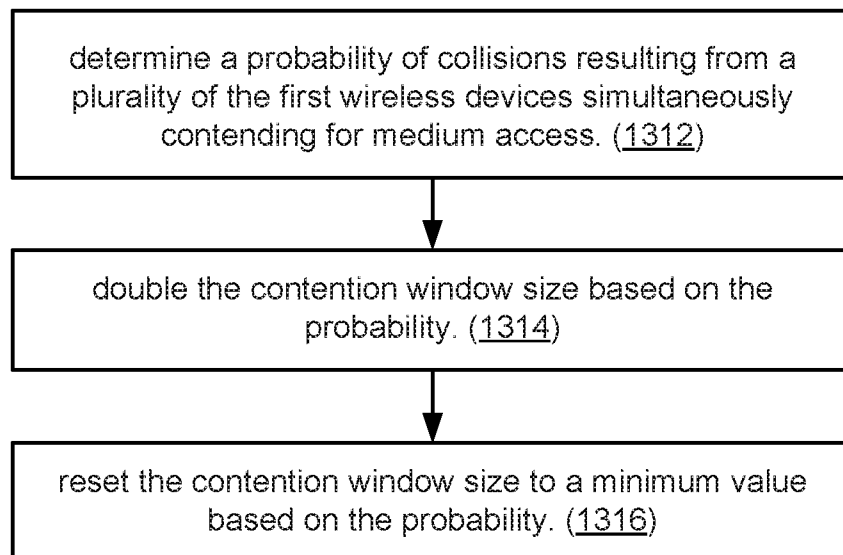 determine a probability of collisions resulting from a
plurality of the first wireless devices simultaneously
contending for medium access. (1312)
double the contention window size based on the
probability. (1314)
reset the contention window size to a minimum value
based on the probability. (1316)